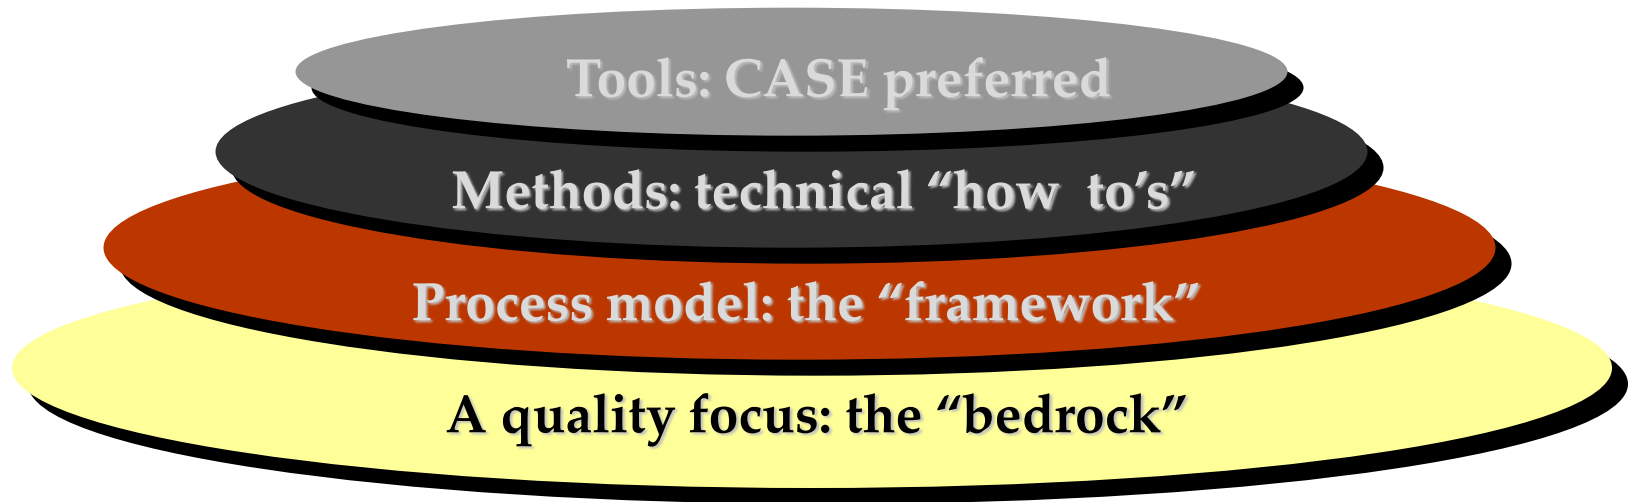 Tools: CASE preferred
Methods: technical “how  to’s”
Process model: the “framework”
A quality focus: the “bedrock”